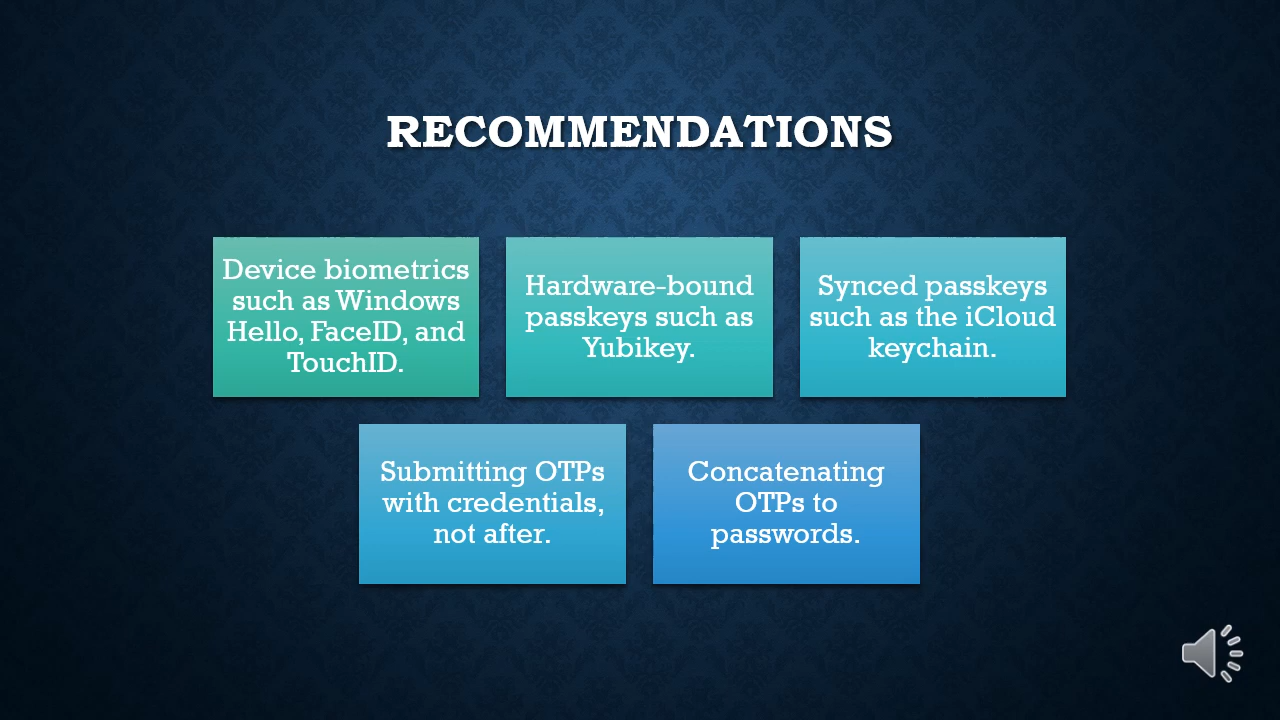 RECOMMENDATIONS
Device biometrics
such as Windows
Hello, FaceID, and
TouchID.
Hardware-bound
passkeys such as
Yubikey.
Synced passkeys
such as the iCloud
keychain.
Submitting OTPs
with credentials,
not after.
Concatenating
OTPs to
passwords.